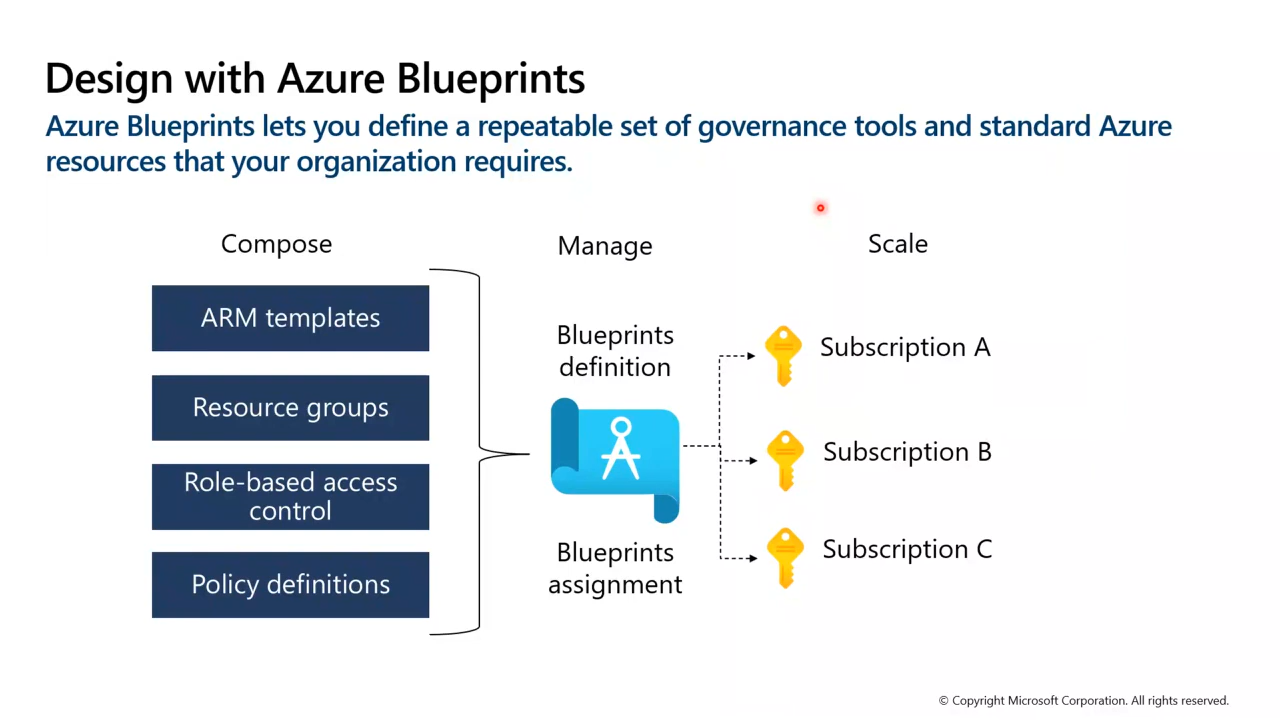 Design with Azure Blueprints
Azure Blueprints lets you define a repeatable set of governance tools and standard Azure
resources that your organization requires.
Compose
Manage
Scale
ARM templates
Resource groups
Role-based access
control
Policy definitions
Blueprints
definition
Blueprints
assignment
Subscription A
Subscription B
Subscription C
© Copyright Microsoft Corporation. All rights reserved.